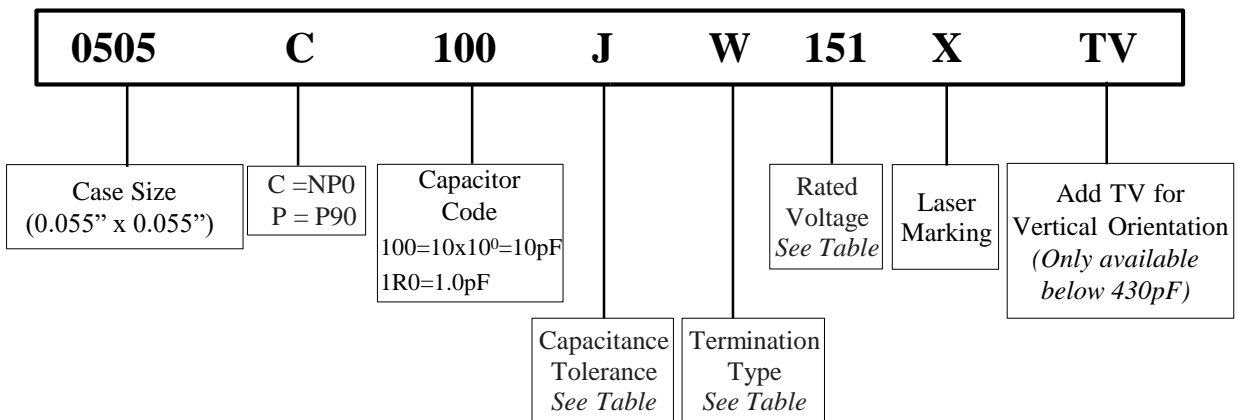 0505 C 100 J W 151 X TV
Case Size
(0.055” x 0.055”)
C =NP0
P = P90
Capacitor
Code
100=10x10⁰=10pF
1R0=1.0pF
Capacitance
Tolerance
See Table
Termination
Type
See Table
Rated
Voltage
See Table
Laser
Marking
Add TV for
Vertical Orientation
(Only available
below 430pF)